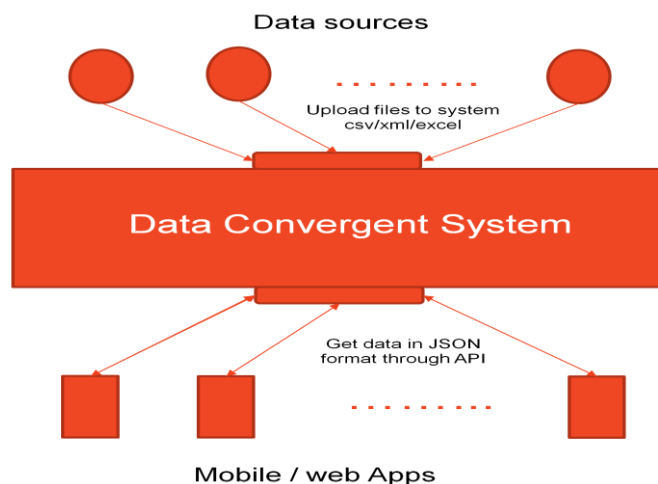 Data sources
Upload files to system
csv/xml/excel
Data Convergent System
Get data in JSON
format through API
Mobile / web Apps